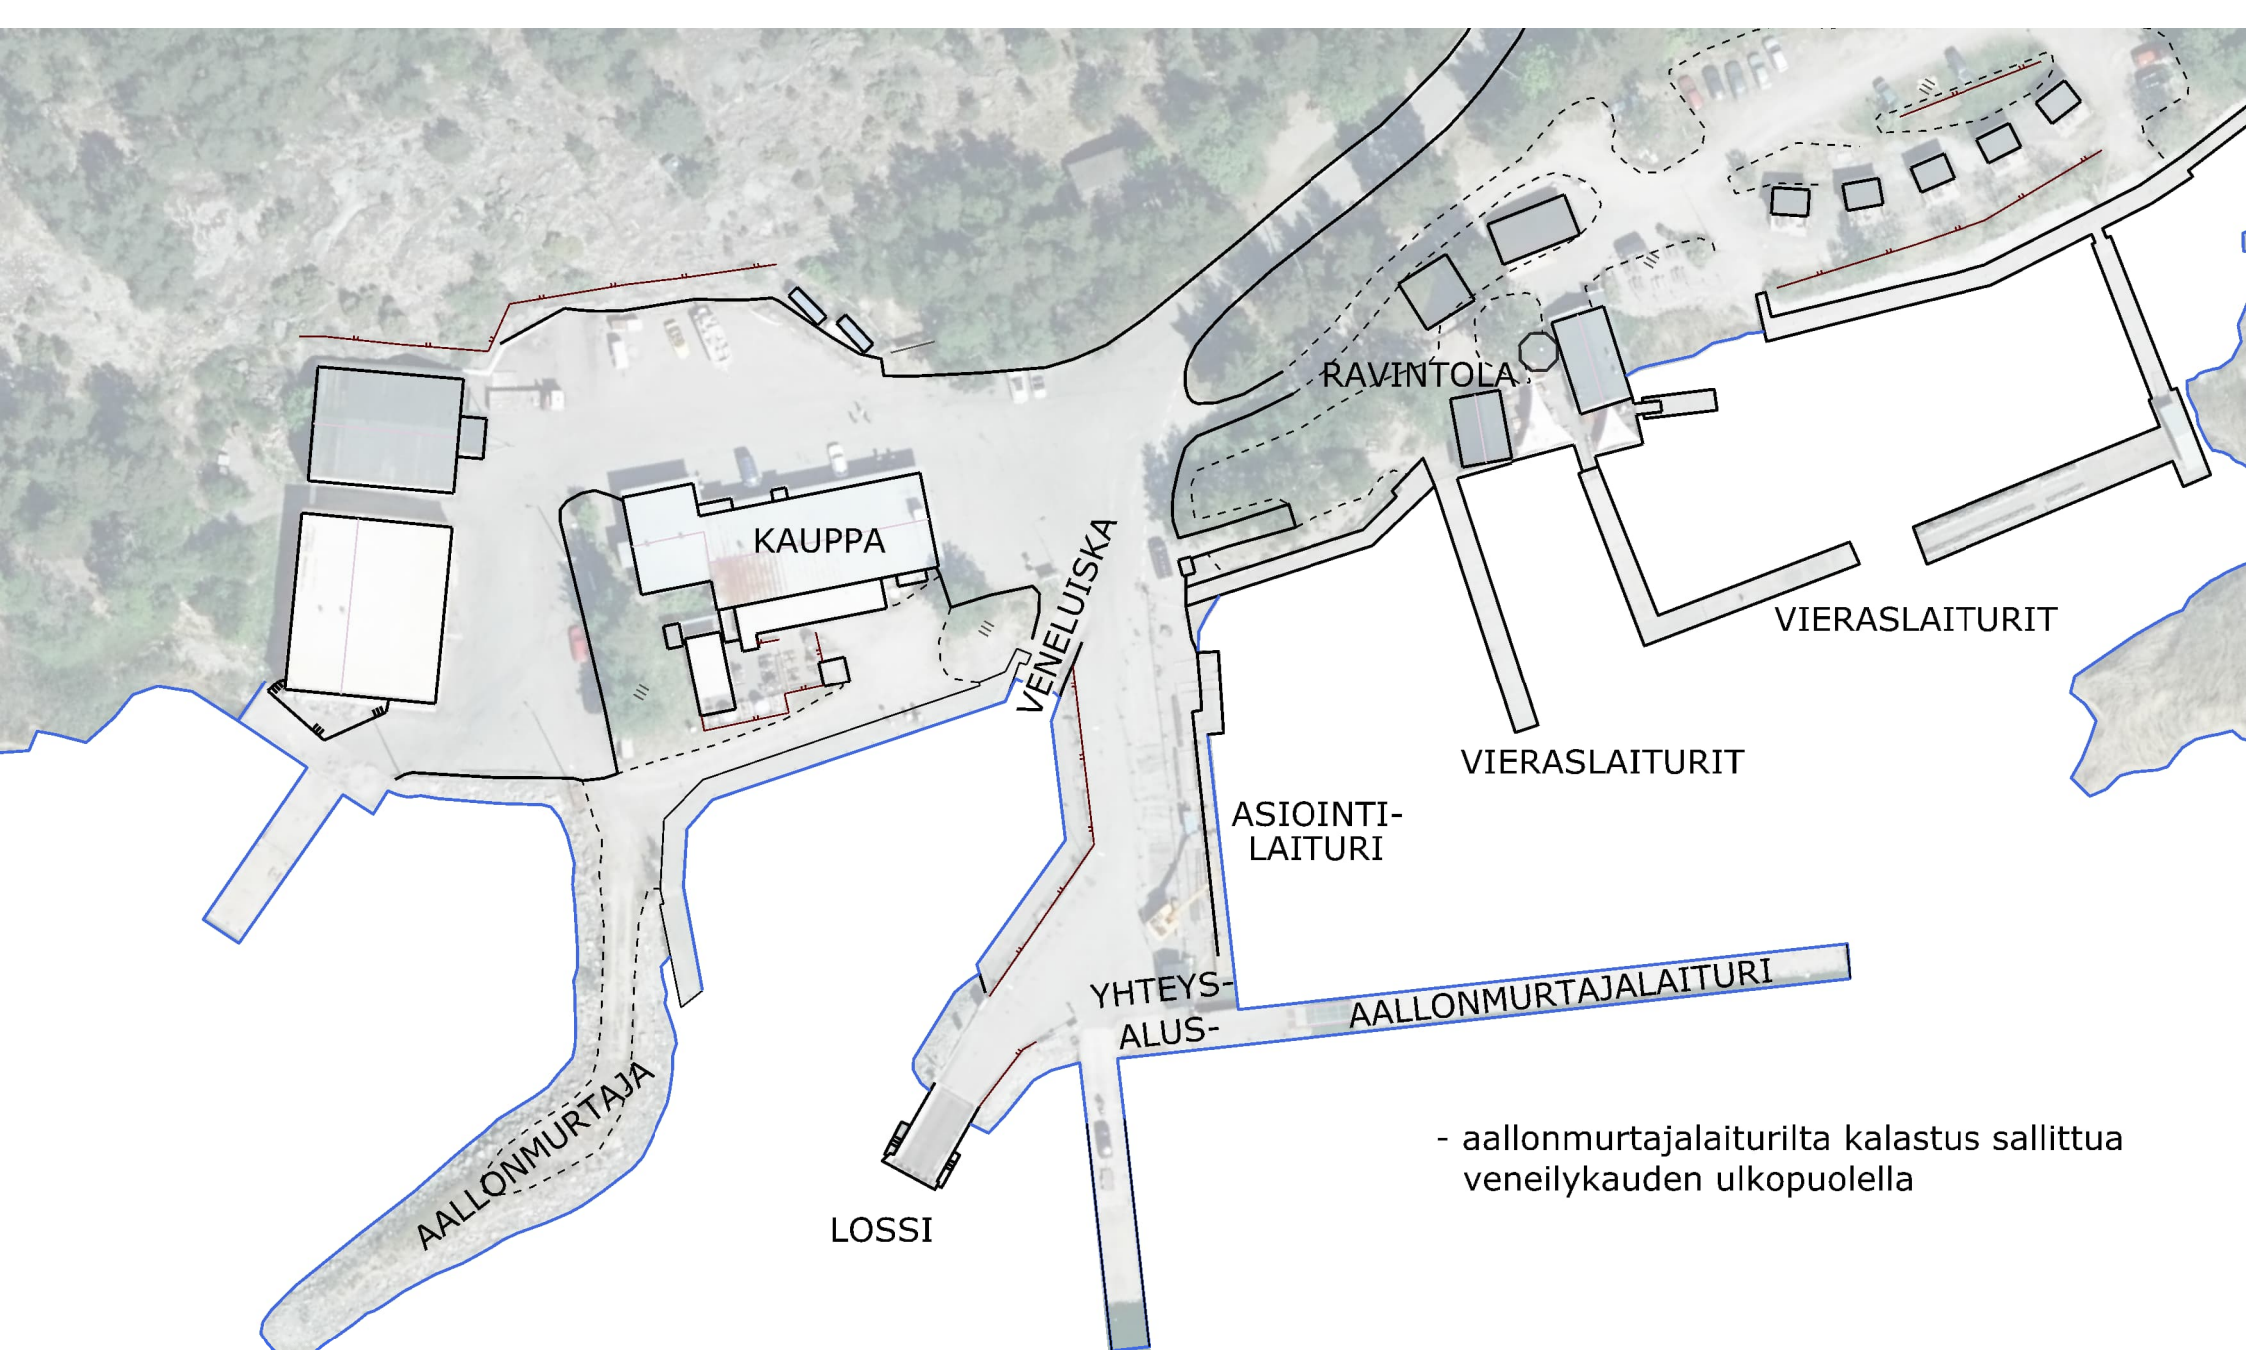 RAVINTOLA
KAUPPA
VENELUISKA
VIERASLAITURIT
VIERASLAITURIT
ASIOINTI-
LAITURI
YHTEYS-
ALUS-
AALLONMURTAJALAITURI
AALLONMURTAJA
LOSSI
- aallonmurtajalaiturilta kalastus sallittua
veneilykauden ulkopuolella